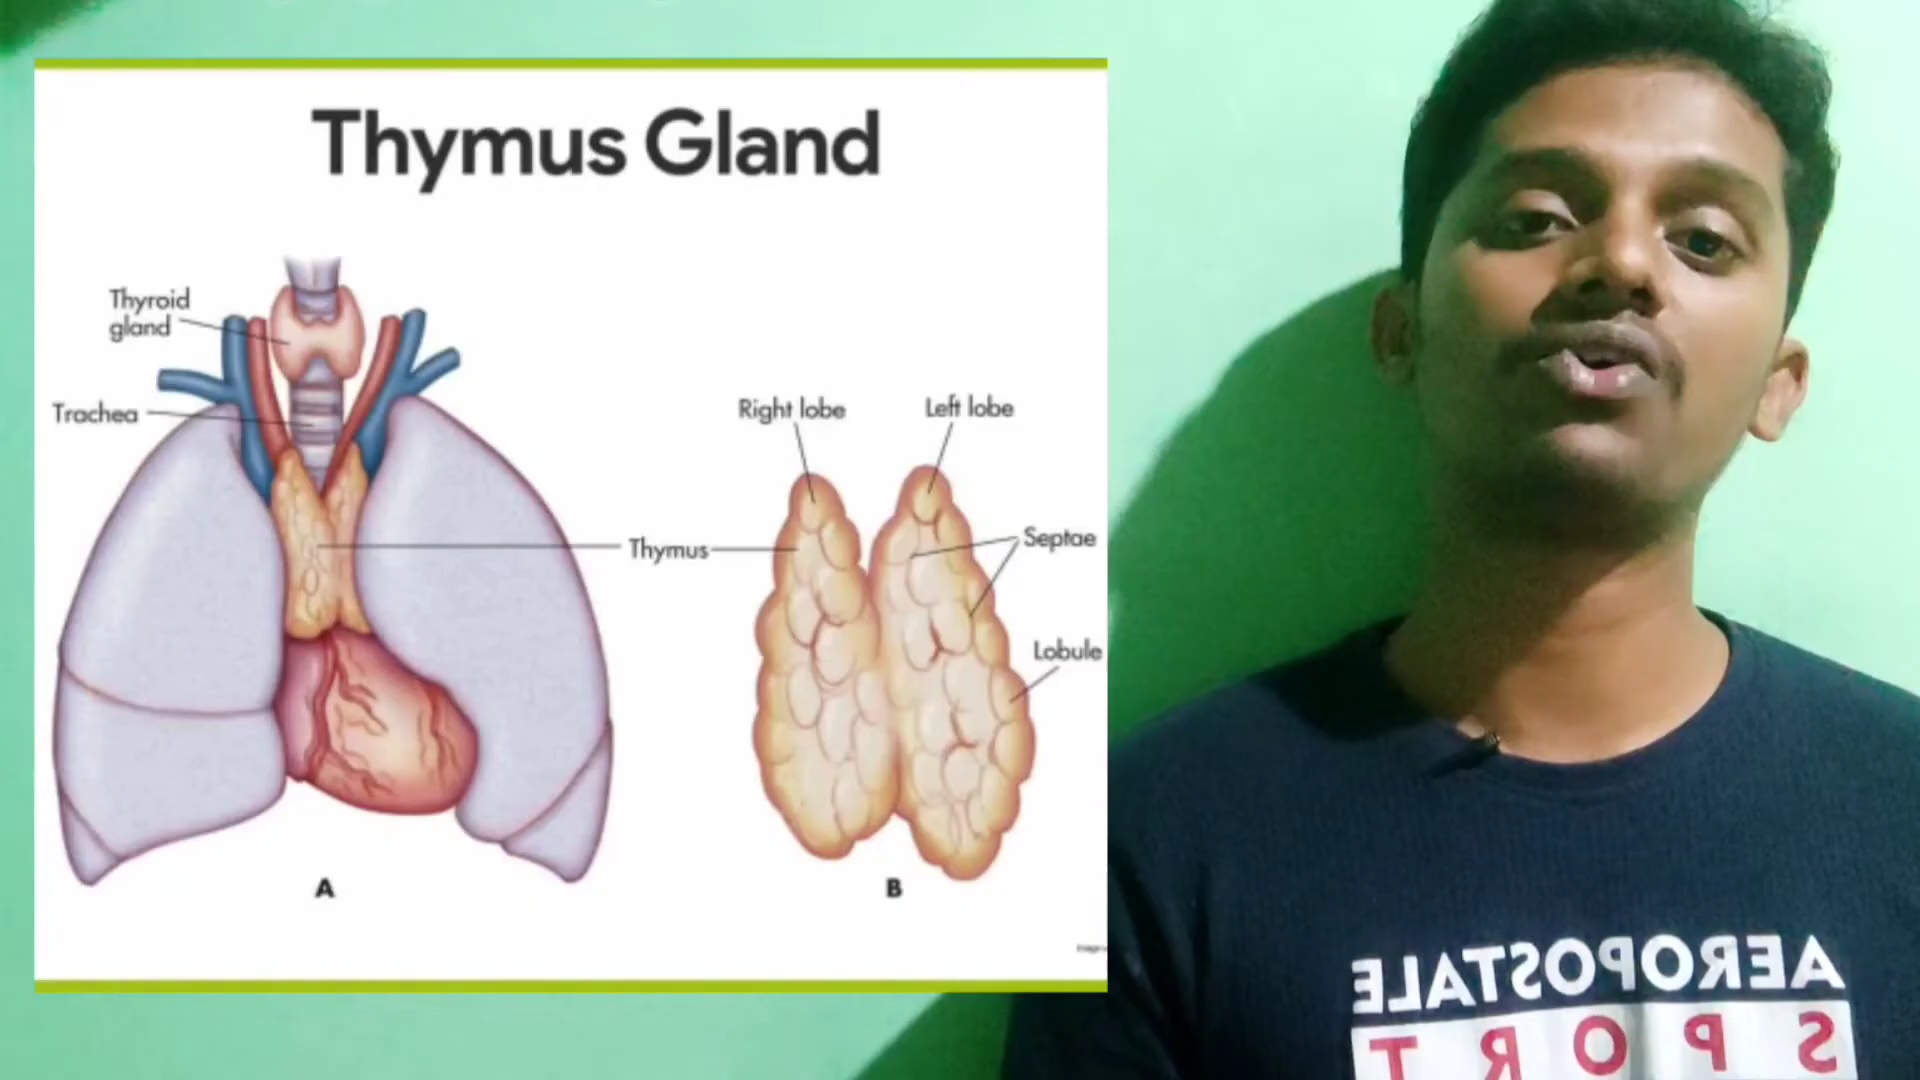 Thymus Gland
Thyroid
gland
Trachea
Right lobe
Left lobe
Thymus
Septae
Lobule
A
B
AEROPOSTALE
SPORT